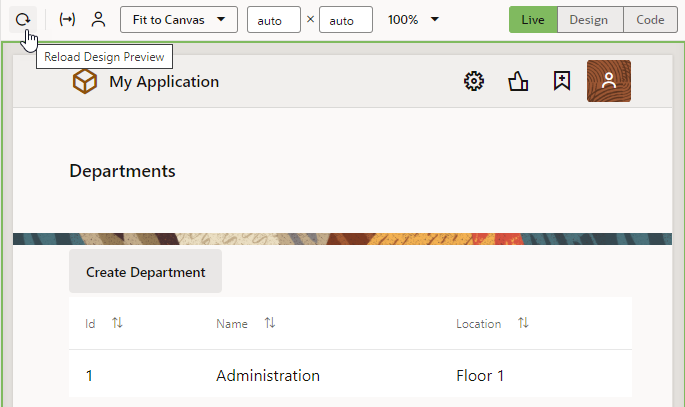 Fit to Canvas auto × auto 100% Live Design Code
Reload Design Preview
My Application
Departments
Create Department
Id Name Location
1 Administration Floor 1